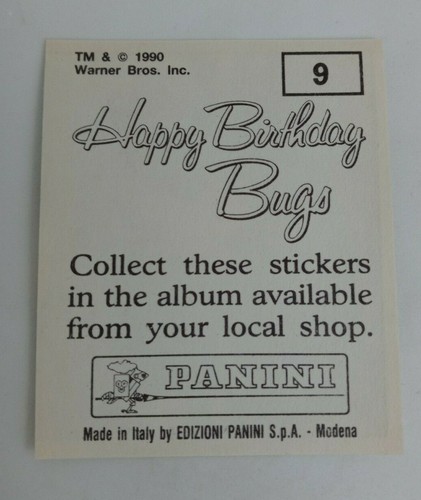 TM & © 1990
Warner Bros. Inc.
9
Happy Birthday
Bugs
Collect these stickers
in the album available
from your local shop.
PANINI
Made in Italy by EDIZIONI PANINI S.p.A. - Modena